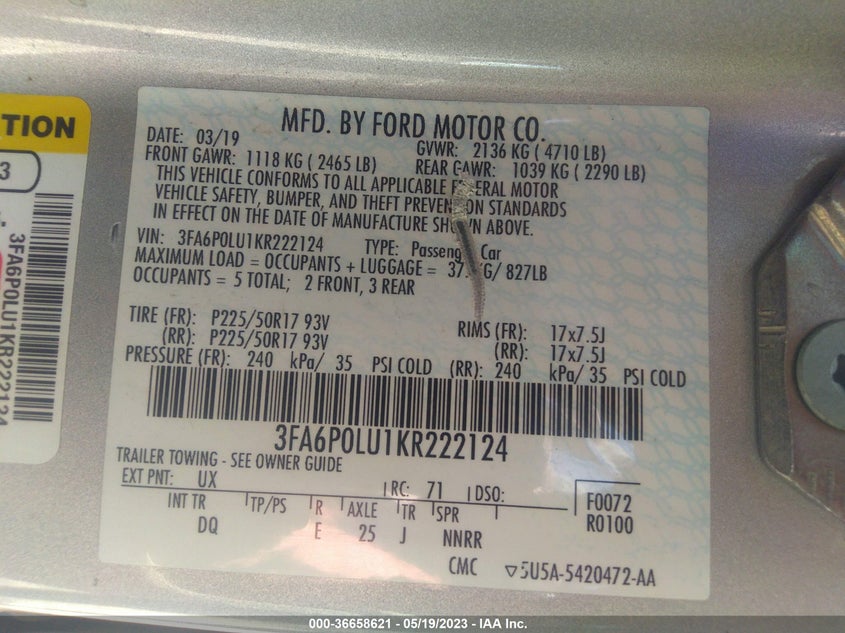 TION
3
3FA6P0LU1KR222124
MFD. BY FORD MOTOR CO.
DATE: 03/19
GVWR: 2136 KG ( 4710 LB)
FRONT GAWR: 1118 KG ( 2465 LB)
REAR GAWR: 1039 KG ( 2290 LB)
THIS VEHICLE CONFORMS TO ALL APPLICABLE FEDERAL MOTOR
VEHICLE SAFETY, BUMPER, AND THEFT PREVENTION STANDARDS
IN EFFECT ON THE DATE OF MANUFACTURE SHOWN ABOVE.
VIN: 3FA6P0LU1KR222124 TYPE: Passenger Car
MAXIMUM LOAD = OCCUPANTS + LUGGAGE = KG/ 827LB
OCCUPANTS = 5 TOTAL; 2 FRONT, 3 REAR
TIRE (FR): P225/50R17 93V
RIMS (FR): 17x7.5J
(RR): P225/50R17 93V
(RR): 17x7.5J
PRESSURE (FR): 240 kPa/ 35 PSI COLD (RR): 240 kPa/ 35 PSI COLD
3FA6P0LU1KR222124
TRAILER TOWING - SEE OWNER GUIDE
EXT PNT: UX RC: 71 DSO:
F0072
R0100
INT TR TP/PS R AXLE TR SPR
DQ E 25 J NNRR
CMC ▽5U5A-5420472-AA
000-36658621 - 05/19/2023 - IAA Inc.